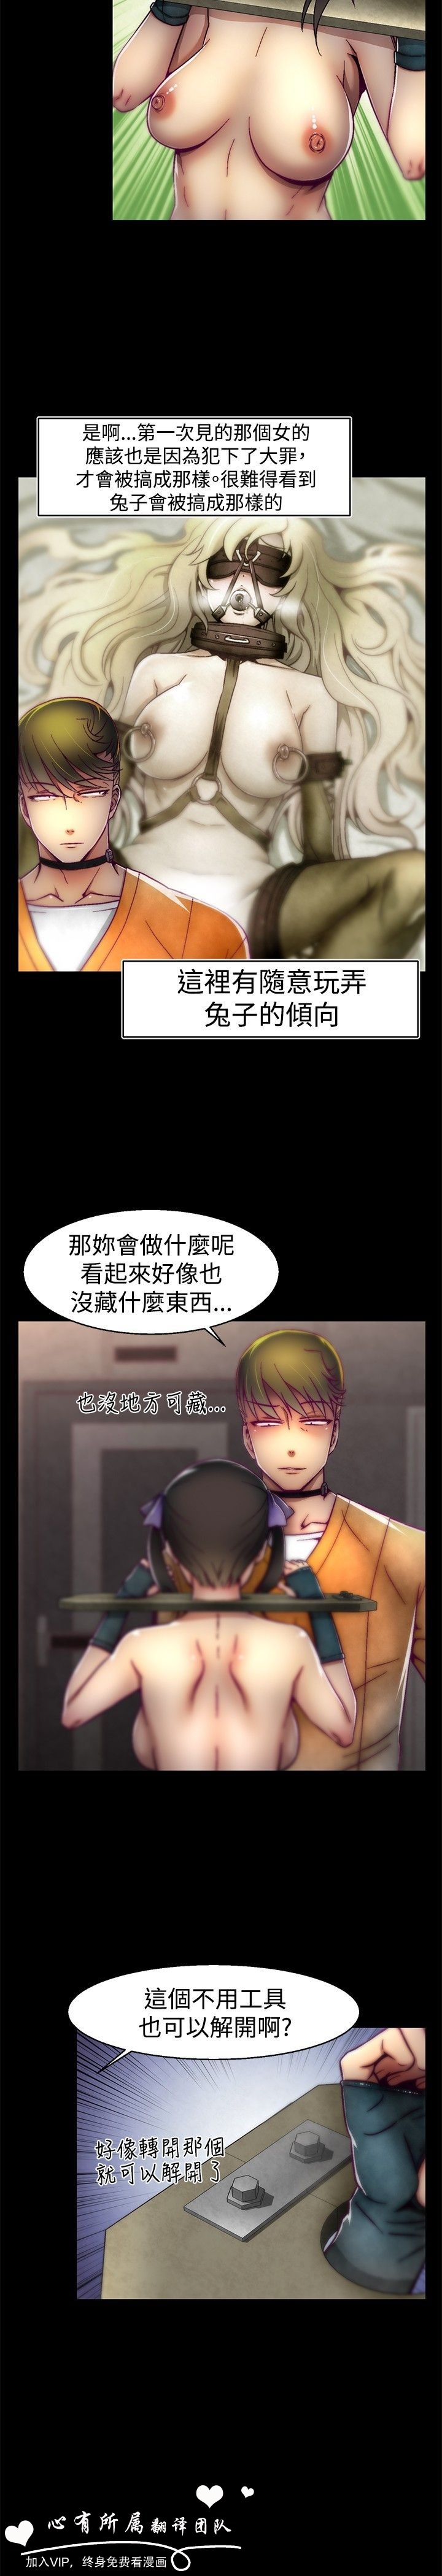 是啊...第一次見的那個女的
應該也是因為犯下了大罪，
才會被搞成那樣。很難得看到
兔子會被搞成那樣的
這裡有隨意玩弄
兔子的傾向
那妳會做什麼呢
看起來好像也
沒藏什麼東西...
也沒地方可藏...
這個不用工具
也可以解開啊?
好像轉開那個
就可以解開了
心有所属翻译团队
加入VIP，终身免费看漫画